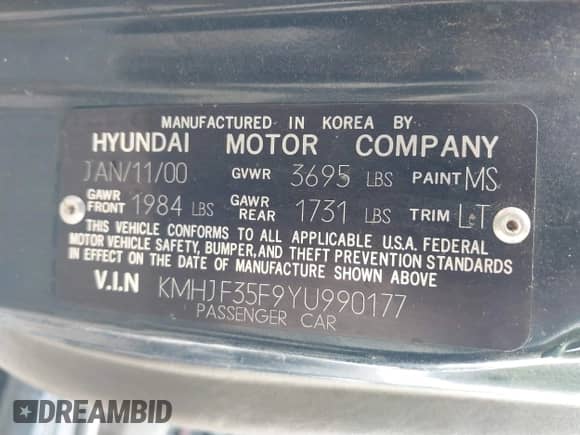 MANUFACTURED IN KOREA BY
HYUNDAI MOTOR COMPANY
JAN/11/00 GVWR 3695 LBS PAINT MS
GAWR FRONT 1984 LBS GAWR REAR 1731 LBS TRIM LT
THIS VEHICLE CONFORMS TO ALL APPLICABLE U.S.A. FEDERAL
MOTOR VEHICLE SAFETY, BUMPER, AND THEFT PREVENTION STANDARDS
IN EFFECT ON THE DATE OF MANUFACTURE SHOWN ABOVE
V.I.N KMHJF35F9YU990177
PASSENGER CAR
DREAMBID